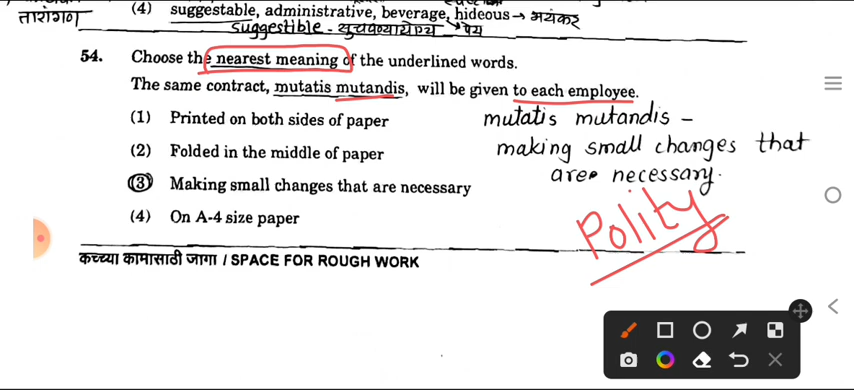 (4) suggestable, administrative, beverage, hideous → भयंकर
तारांगण
suggestible - सुचवण्यायोग्य पेय
54. Choose the nearest meaning of the underlined words.
The same contract, mutatis mutandis, will be given to each employee.
(1) Printed on both sides of paper
(2) Folded in the middle of paper
(3) Making small changes that are necessary
(4) On A-4 size paper
mutatis mutandis -
making small changes that
are necessary.
Polity
कच्च्या कामासाठी जागा / SPACE FOR ROUGH WORK